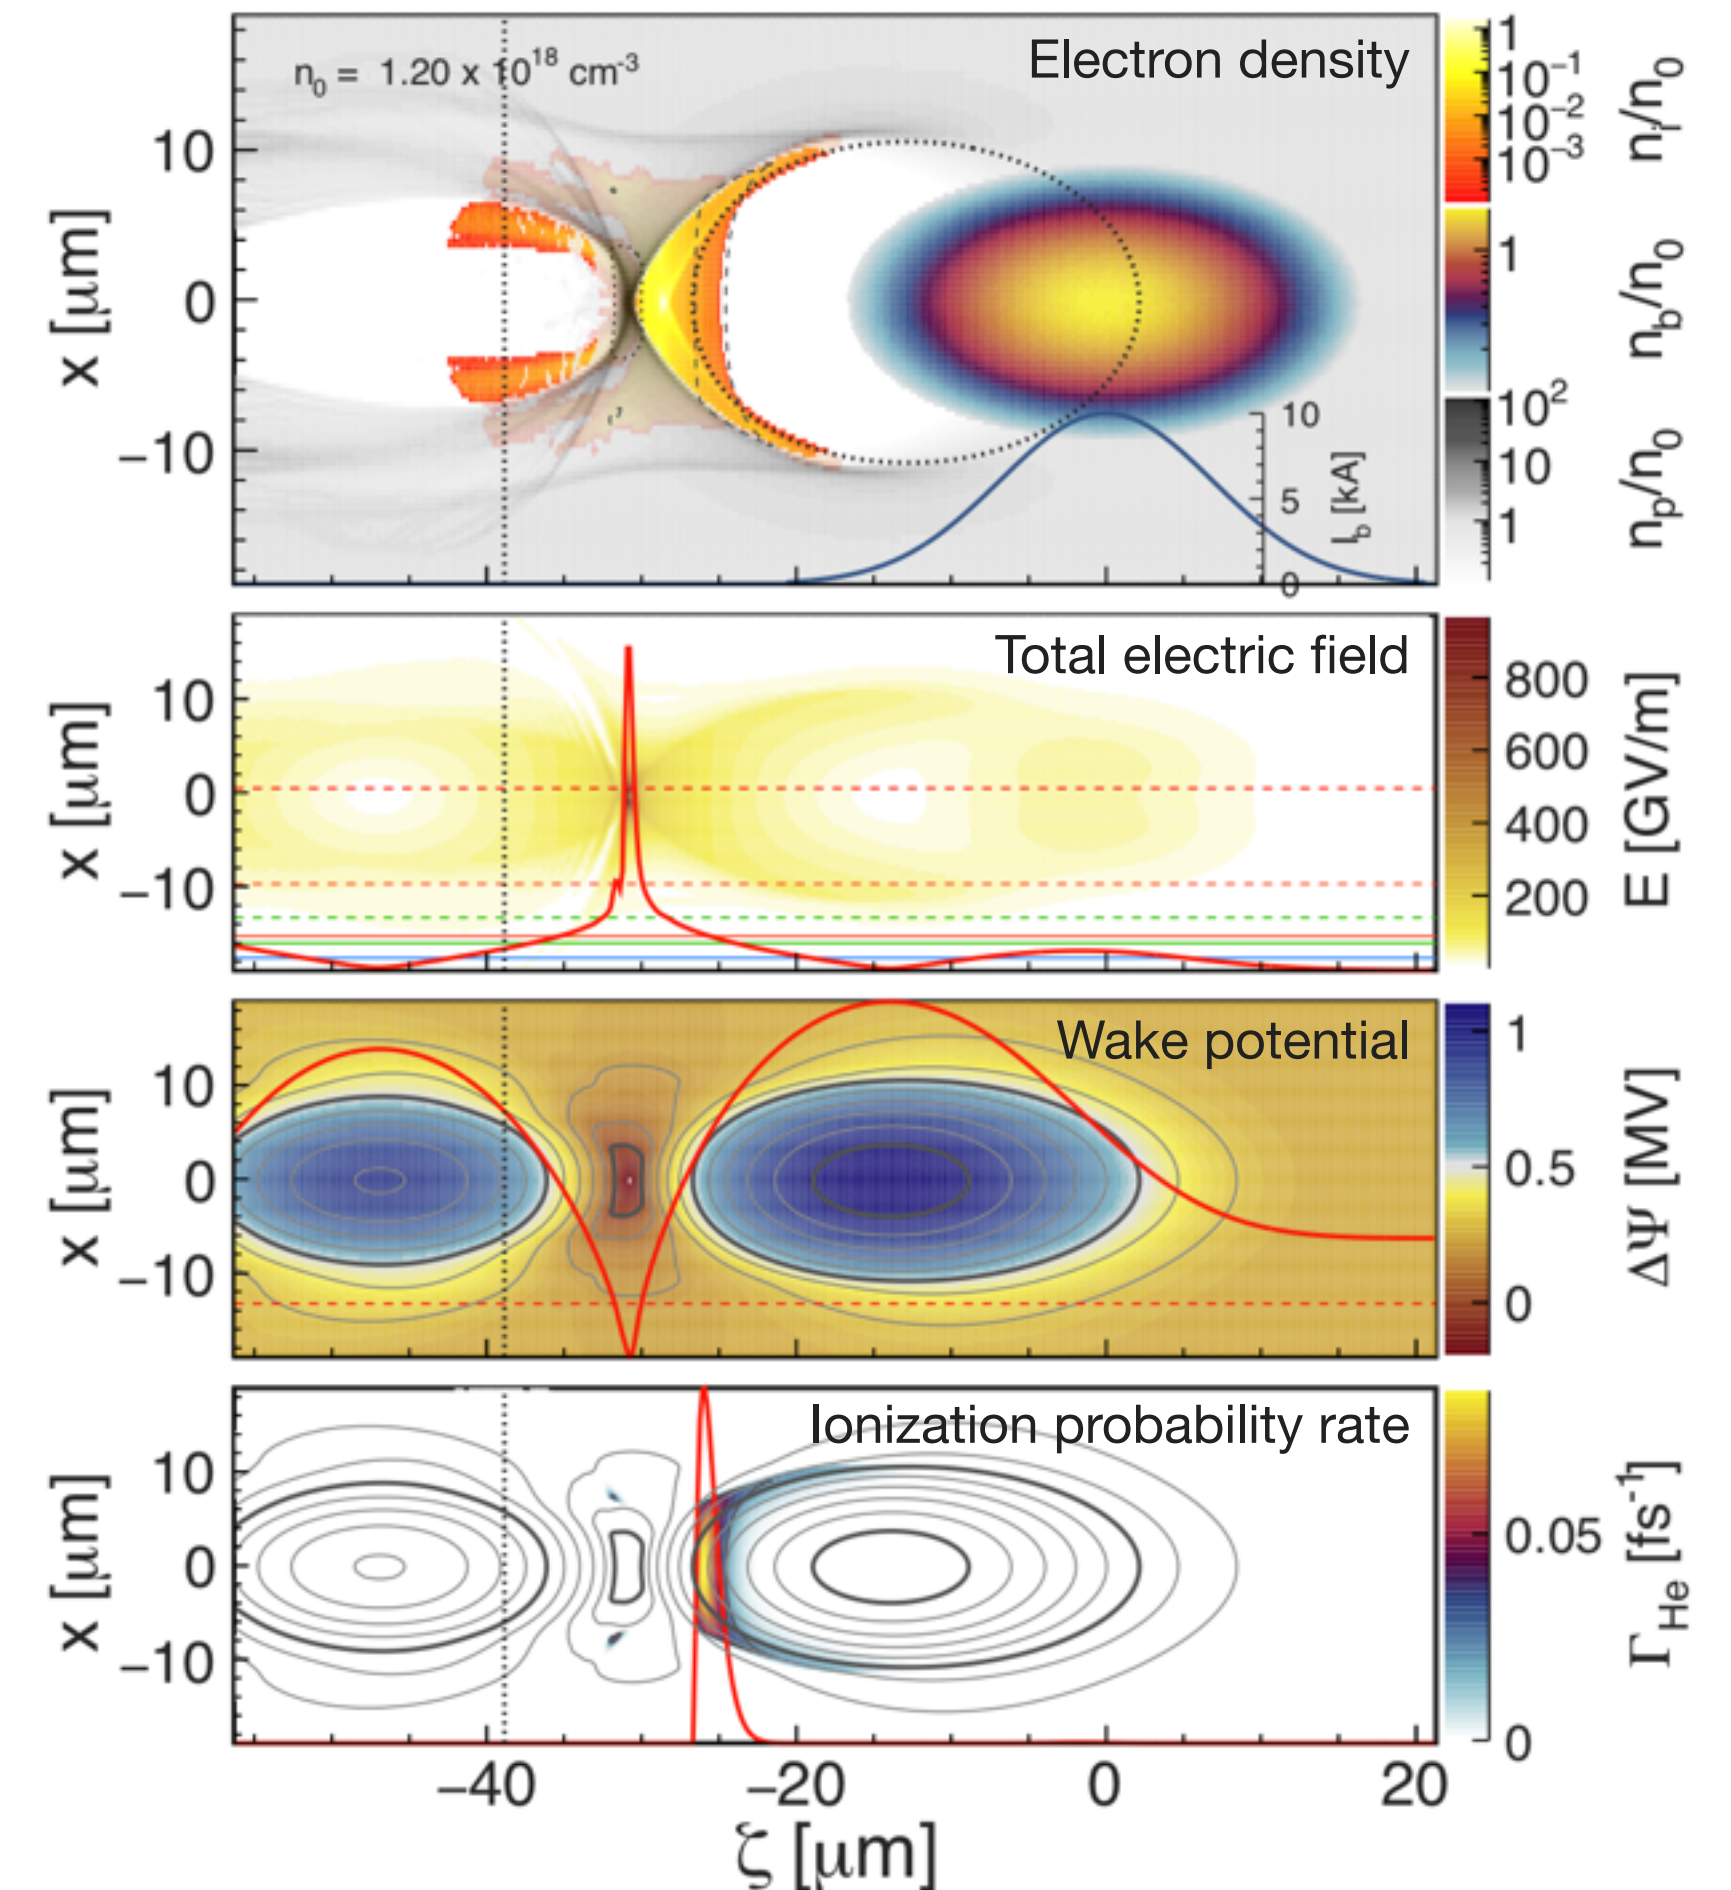 Electron density
n0 = 1.20 x 10^18 cm^-3
x [μm]
10
0
−10
10
5
0
Ib [kA]
1
10^−1
10^−2
10^−3
ni/n0
1
nb/n0
10^2
10
1
np/n0
Total electric field
x [μm]
10
0
−10
800
600
400
200
E [GV/m]
Wake potential
x [μm]
10
0
−10
1
0.5
0
ΔΨ [MV]
Ionization probability rate
x [μm]
10
0
−10
0.05
0
ΓHe [fs^-1]
−40
−20
0
20
ζ [μm]